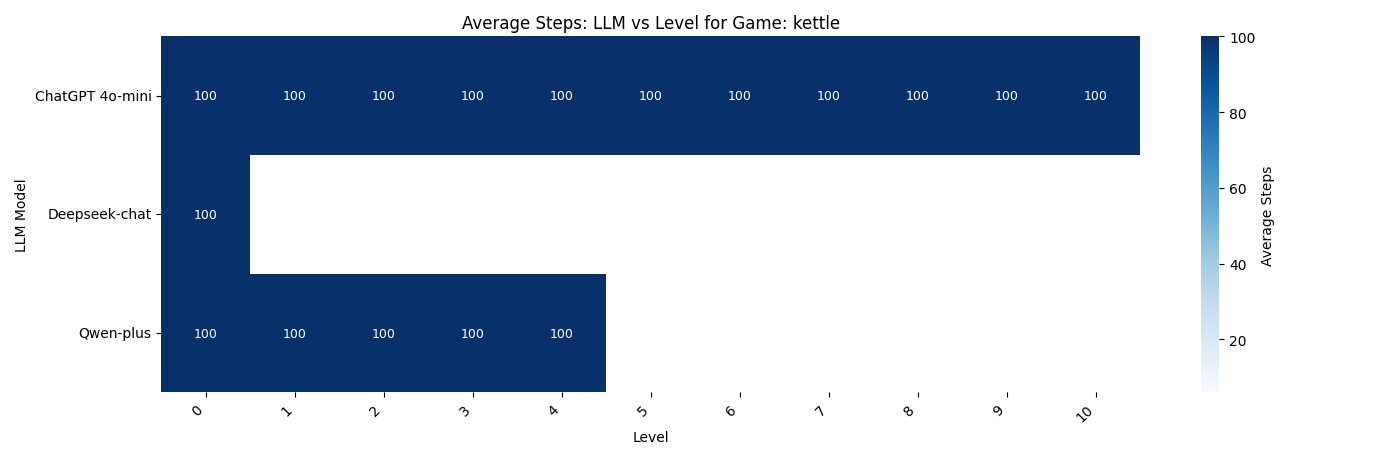 Average Steps: LLM vs Level for Game: kettle
LLM Model
ChatGPT 4o-mini
100 100 100 100 100 100 100 100 100 100 100
Deepseek-chat
100
Qwen-plus
100 100 100 100 100
0 1 2 3 4 5 6 7 8 9 10
Level
100
80
60
40
20
Average Steps